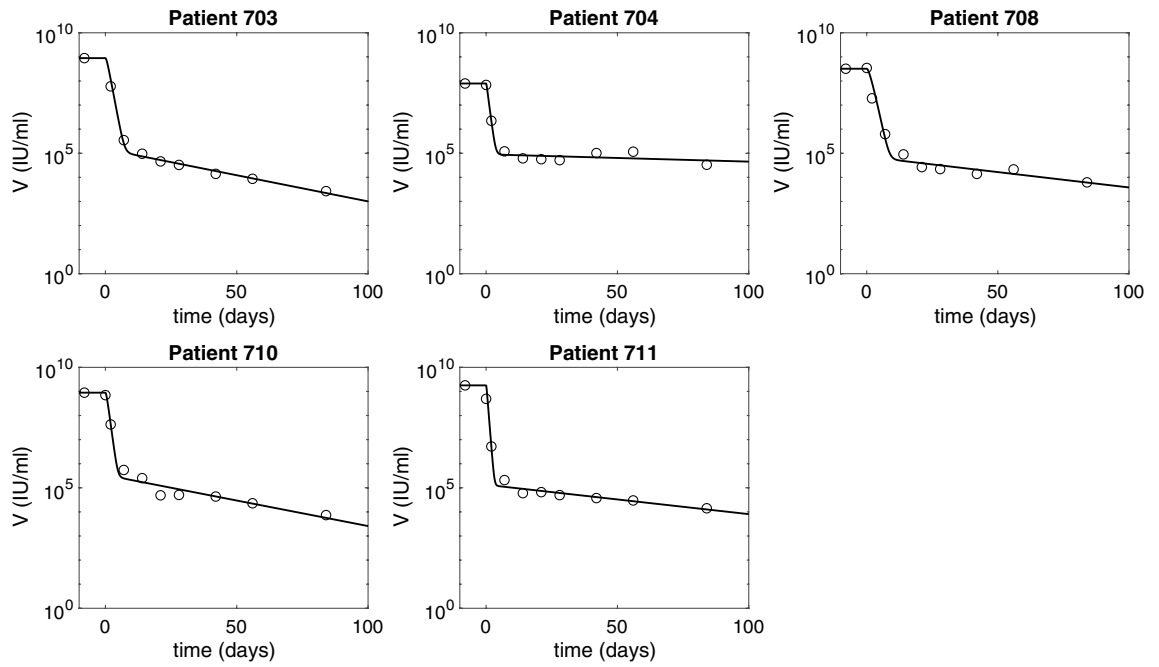 Patient 703
V (IU/ml)
10^10
10^5
10^0
0 50 100
time (days)
Patient 704
V (IU/ml)
10^10
10^5
10^0
0 50 100
time (days)
Patient 708
V (IU/ml)
10^10
10^5
10^0
0 50 100
time (days)
Patient 710
V (IU/ml)
10^10
10^5
10^0
0 50 100
time (days)
Patient 711
V (IU/ml)
10^10
10^5
10^0
0 50 100
time (days)